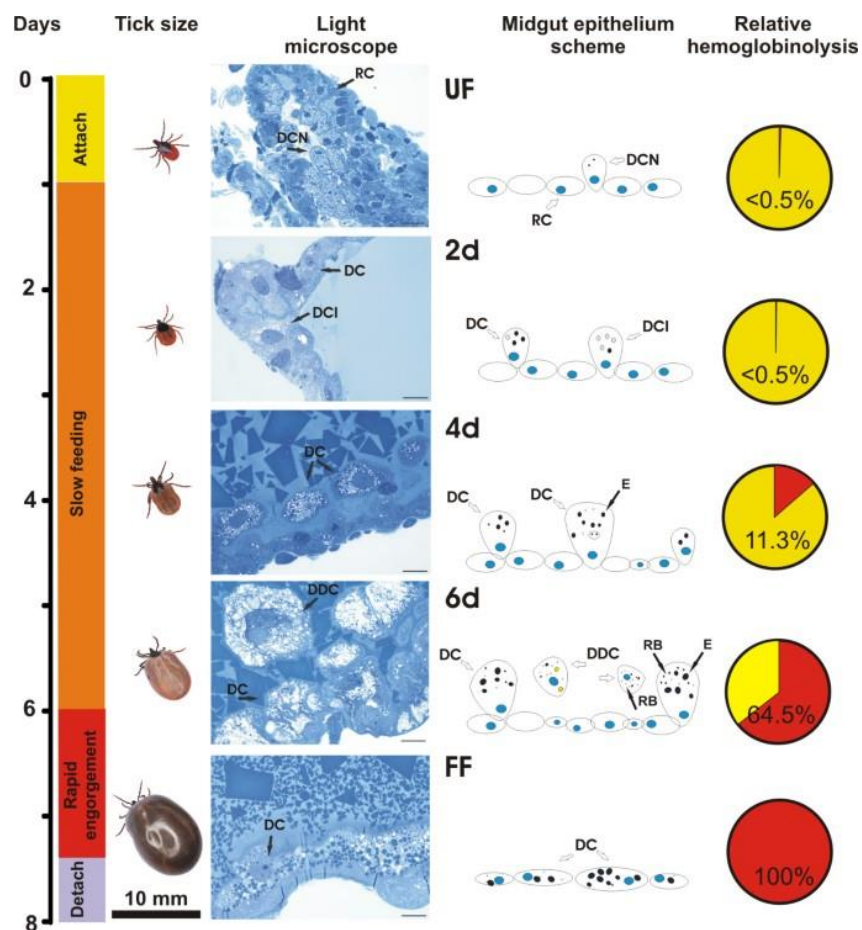 Days
Tick size
Light
microscope
Midgut epithelium
scheme
Relative
hemoglobinolysis
0
2
4
6
8
Attach
Slow feeding
Rapid
engorgement
Detach
10 mm
RC
DCN
UF
DCN
RC
<0.5%
DC
DCI
2d
DC
DCI
<0.5%
DC
4d
DC
DC
E
11.3%
DDC
DC
6d
DC
DDC
RB
E
RB
64.5%
DC
FF
DC
100%